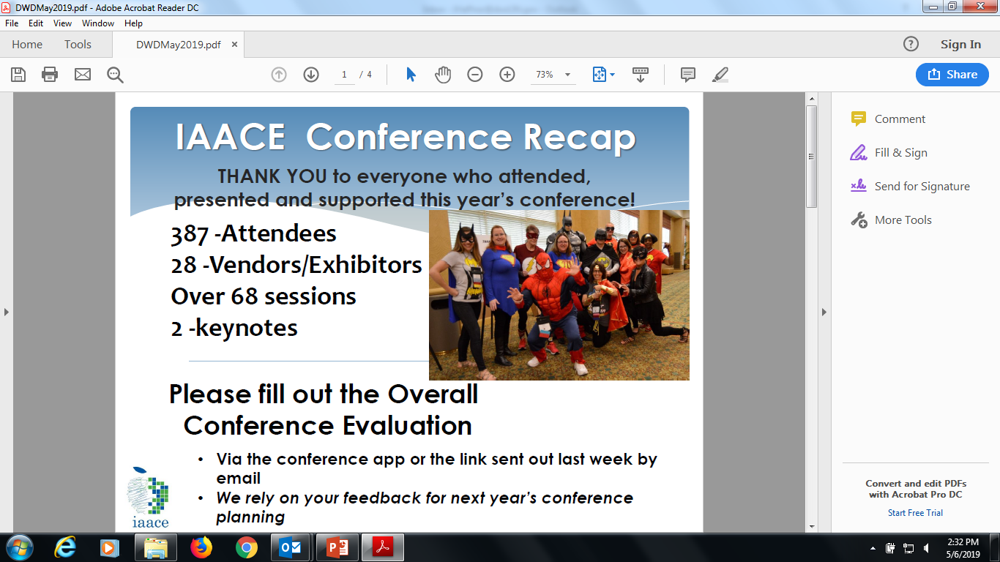 DWDMay2019.pdf - Adobe Acrobat Reader DC
File Edit View Window Help
Home Tools DWDMay2019.pdf × ? Sign In
1 / 4 73% Share
IAACE Conference Recap
THANK YOU to everyone who attended,
presented and supported this year's conference!
387 -Attendees
28 -Vendors/Exhibitors
Over 68 sessions
2 -keynotes
Please fill out the Overall
Conference Evaluation
• Via the conference app or the link sent out last week by
email
• We rely on your feedback for next year's conference
planning
iaace
Comment
Fill & Sign
Send for Signature
More Tools
Convert and edit PDFs
with Acrobat Pro DC
Start Free Trial
2:32 PM
5/6/2019